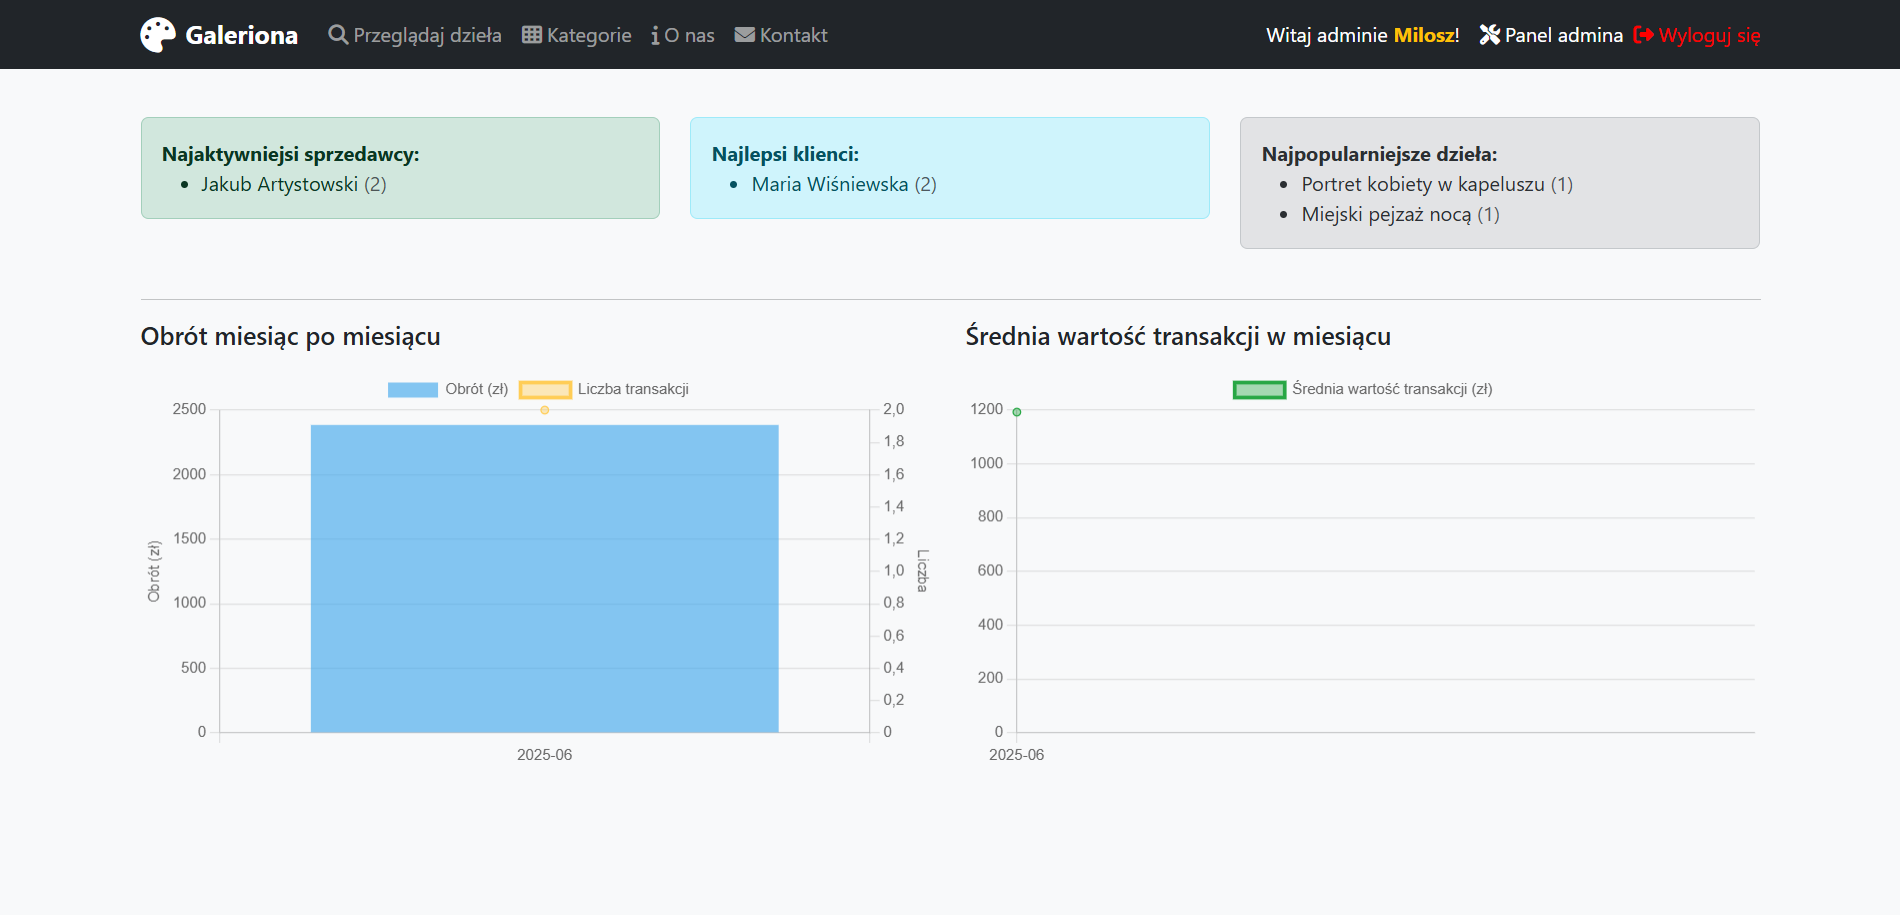 Galeriona Przeglądaj dzieła Kategorie O nas Kontakt Witaj adminie Milosz! Panel admina Wyloguj się
Najaktywniejsi sprzedawcy:
Jakub Artystowski (2)
Najlepsi klienci:
Maria Wiśniewska (2)
Najpopularniejsze dzieła:
Portret kobiety w kapeluszu (1)
Miejski pejzaż nocą (1)
Obrót miesiąc po miesiącu
Obrót (zł) Liczba transakcji
2500
2000
1500
1000
500
0
Obrót (zł)
2,0
1,8
1,6
1,4
1,2
1,0
0,8
0,6
0,4
0,2
0
Liczba
2025-06
Średnia wartość transakcji w miesiącu
Średnia wartość transakcji (zł)
1200
1000
800
600
400
200
0
2025-06